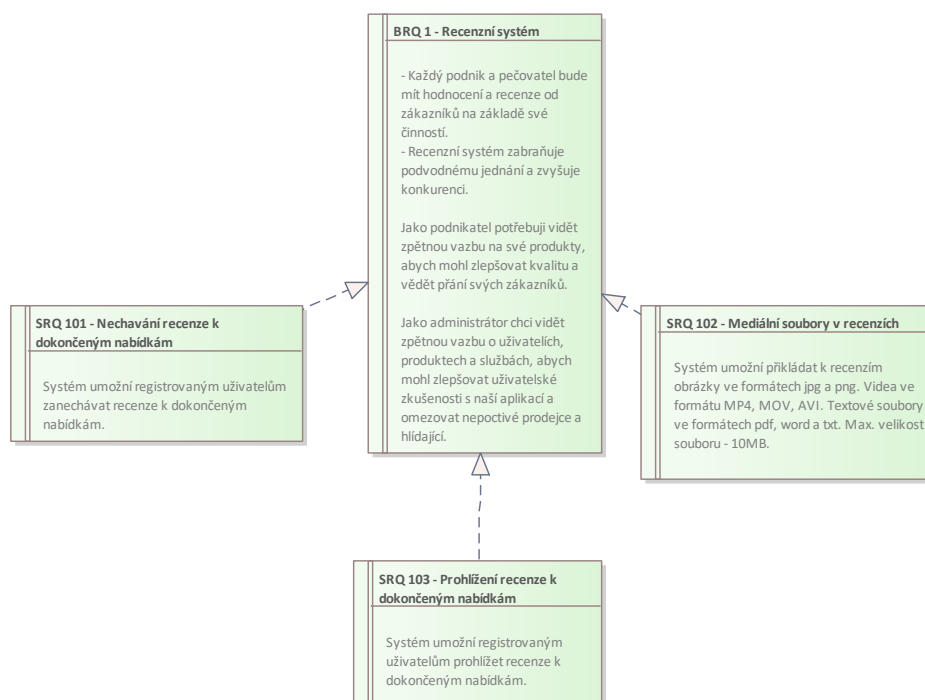 BRQ 1 - Recenzní systém
- Každý podnik a pečovatel bude
mít hodnocení a recenze od
zákazníků na základě své
činností.
- Recenzní systém zabraňuje
podvodnému jednání a zvyšuje
konkurenci.
Jako podnikatel potřebuji vidět
zpětnou vazbu na své produkty,
abych mohl zlepšovat kvalitu a
vědět přání svých zákazníků.
Jako administrátor chci vidět
zpětnou vazbu o uživatelích,
produktech a službách, abych
mohl zlepšovat uživatelské
zkušenosti s naší aplikací a
omezovat nepoctivé prodejce a
hlídající.
SRQ 101 - Nechavání recenze k
dokončeným nabídkám
Systém umožní registrovaným uživatelům
zanechávat recenze k dokončeným
nabídkám.
SRQ 102 - Mediální soubory v recenzích
Systém umožní přikládat k recenzím
obrázky ve formátech jpg a png. Videa ve
formátu MP4, MOV, AVI. Textové soubory
ve formátech pdf, word a txt. Max. velikost
souboru - 10MB.
SRQ 103 - Prohlížení recenze k
dokončeným nabídkám
Systém umožní registrovaným
uživatelům prohlížet recenze k
dokončeným nabídkám.